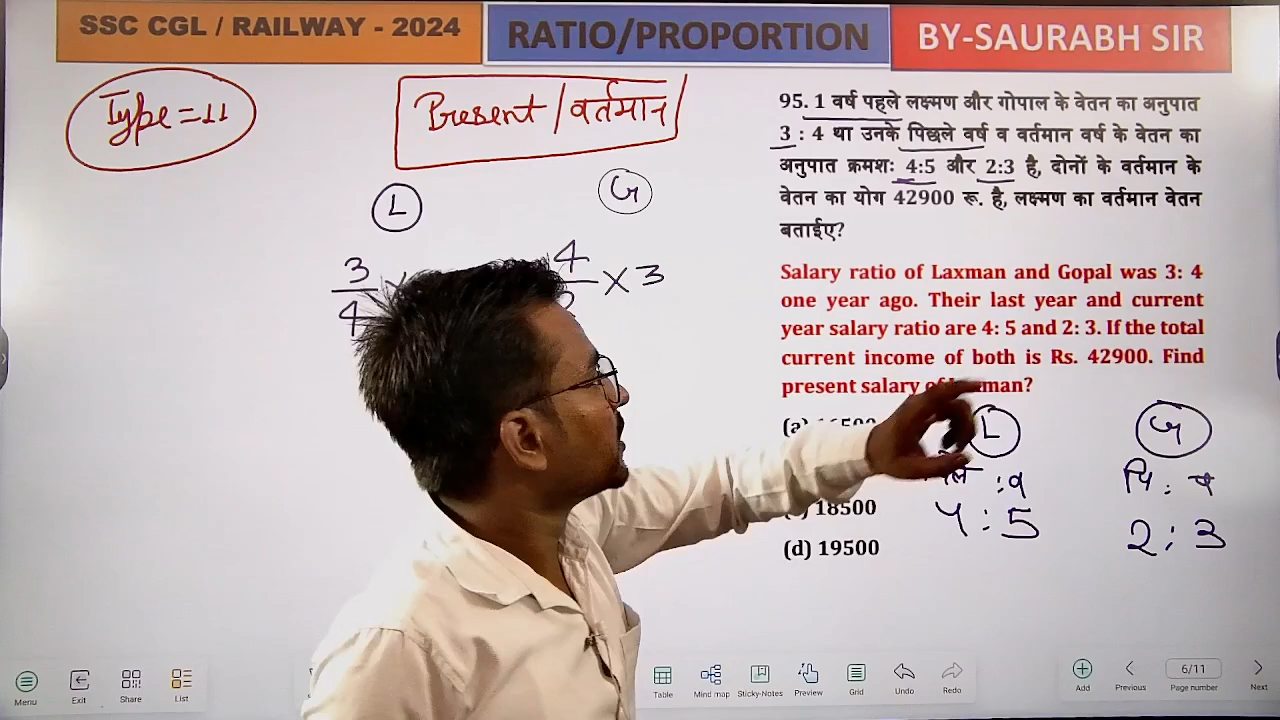 SSC CGL / RAILWAY - 2024
RATIO/PROPORTION
BY-SAURABH SIR
Type = 11
Present / वर्तमान
95. 1 वर्ष पहले लक्ष्मण और गोपाल के वेतन का अनुपात
3 : 4 था उनके पिछले वर्ष व वर्तमान वर्ष के वेतन का
अनुपात क्रमशः 4:5 और 2:3 है, दोनों के वर्तमान के
वेतन का योग 42900 रू. है, लक्ष्मण का वर्तमान वेतन
बताईए?
L
G
3
4
4
× 3
Salary ratio of Laxman and Gopal was 3: 4
one year ago. Their last year and current
year salary ratio are 4: 5 and 2: 3. If the total
current income of both is Rs. 42900. Find
present salary of
(a)
18500
(d) 19500
L
G
: व
पि : व
4 : 5
2 : 3
Menu
Exit
Share
List
Table
Mind map
Sticky-Notes
Preview
Grid
Undo
Redo
Add
Previous
6/11
Page number
Next